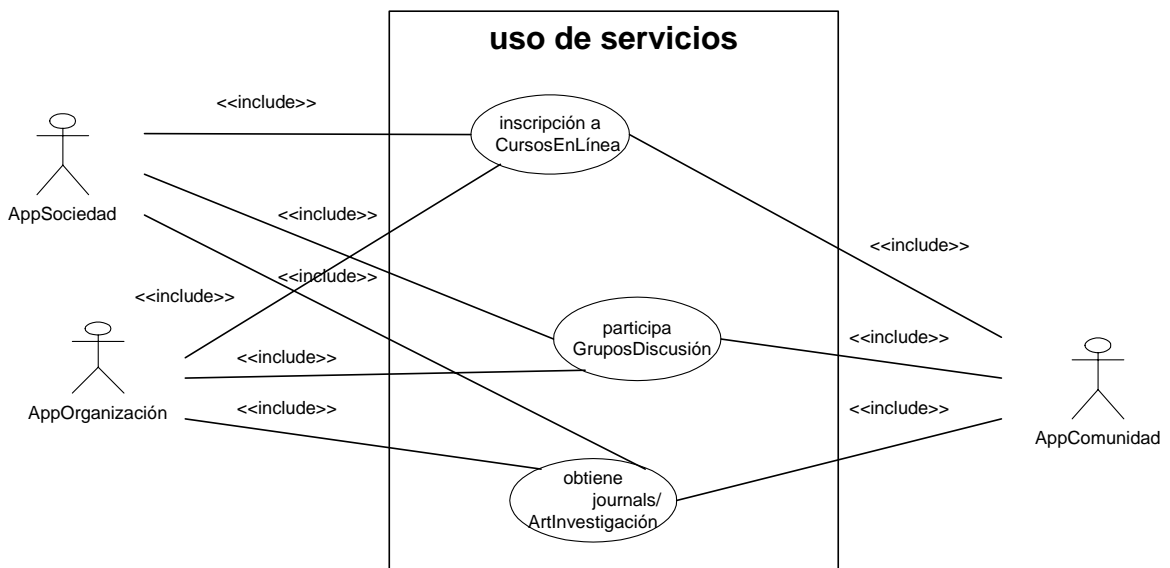 uso de servicios
<<include>>
inscripción a
CursosEnLínea
AppSociedad
<<include>>
<<include>>
<<include>>
<<include>>
participa
GruposDiscusión
<<include>>
<<include>>
AppOrganización
<<include>>
<<include>>
AppComunidad
obtiene
journals/
ArtInvestigación